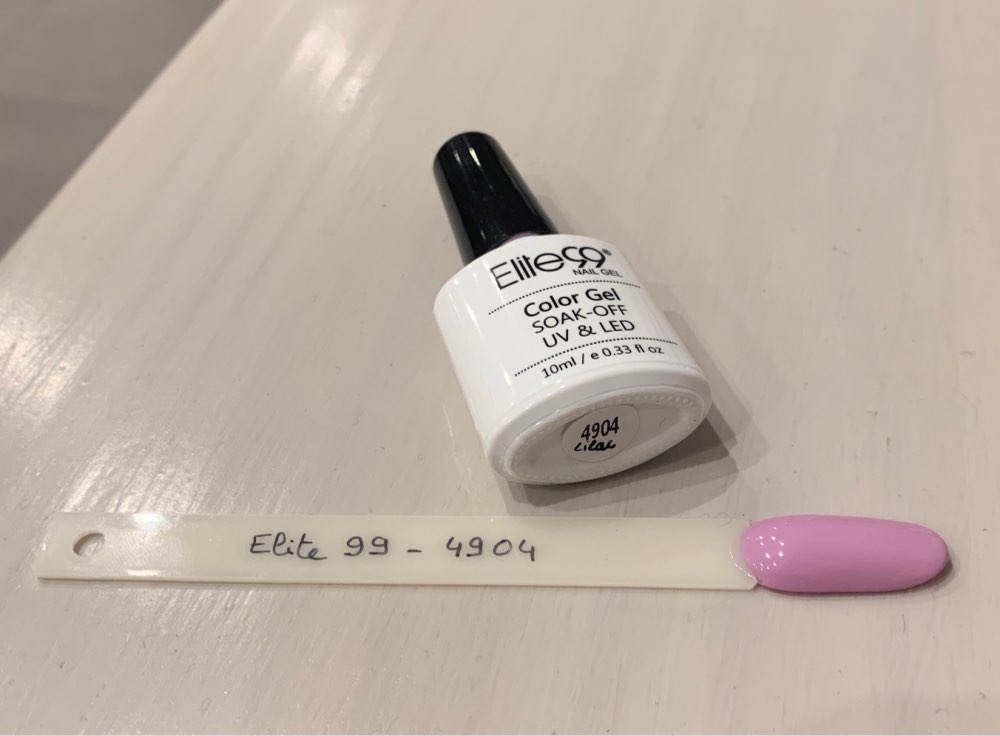 Elite99®
NAIL GEL
Color Gel
SOAK-OFF
UV & LED
10ml / e 0.33 fl oz
4904
Lilac
Elite 99 - 4904